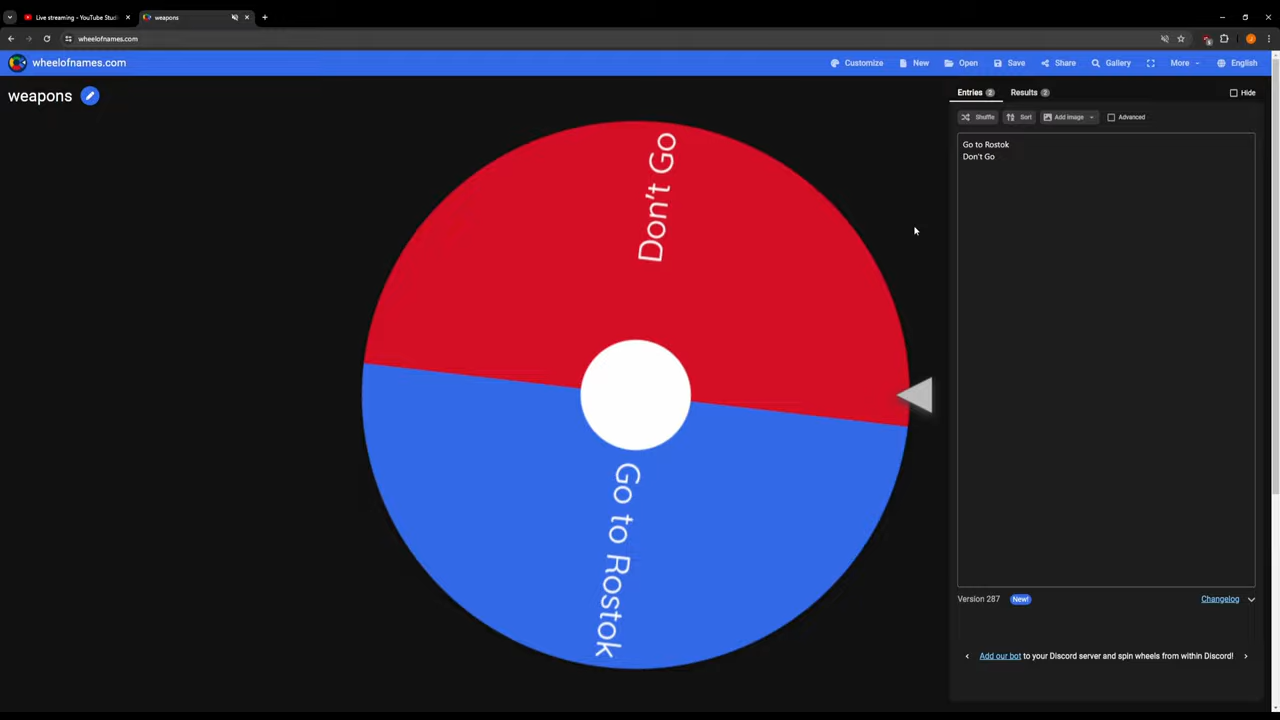 Live streaming - YouTube Studi
weapons
wheelofnames.com
wheelofnames.com
Customize
New
Open
Save
Share
Gallery
More
English
weapons
Entries 2
Results 2
Hide
Shuffle
Sort
Add image
Advanced
Go to Rostok
Don't Go
Don't Go
Go to Rostok
Version 287
New!
Changelog
Add our bot to your Discord server and spin wheels from within Discord!